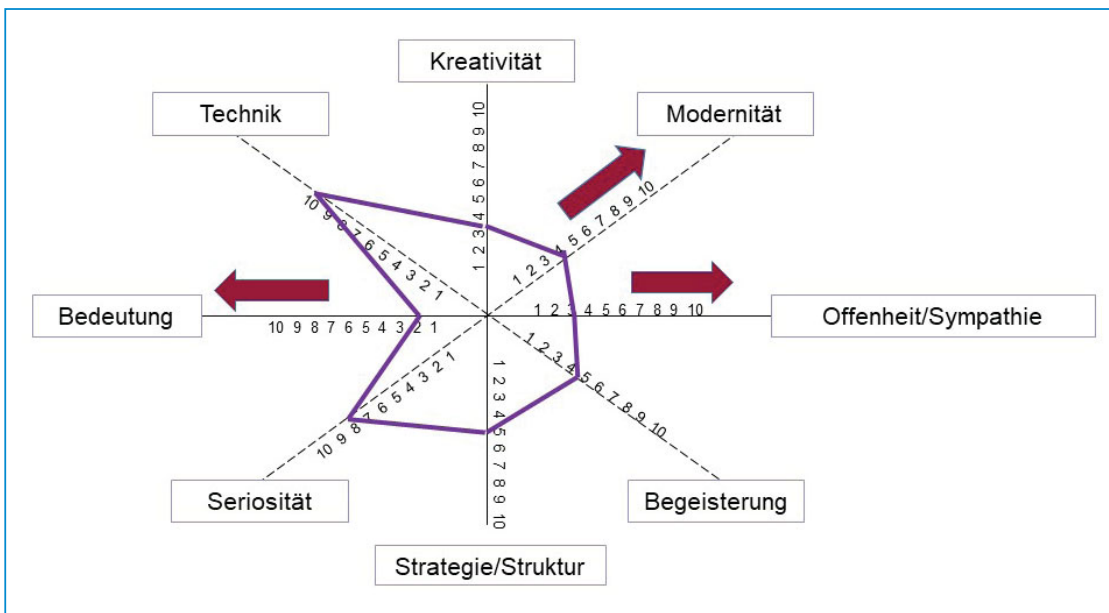 Kreativität
Technik
Modernität
1 2 3 4 5 6 7 8 9 10
10 9 8 7 6 5 4 3 2 1
1 2 3 4 5 6 7 8 9 10
Bedeutung
10 9 8 7 6 5 4 3 2 1
1 2 3 4 5 6 7 8 9 10
Offenheit/Sympathie
10 9 8 7 6 5 4 3 2 1
1 2 3 4 5 6 7 8 9 10
1 2 3 4 5 6 7 8 9 10
Seriosität
Begeisterung
Strategie/Struktur